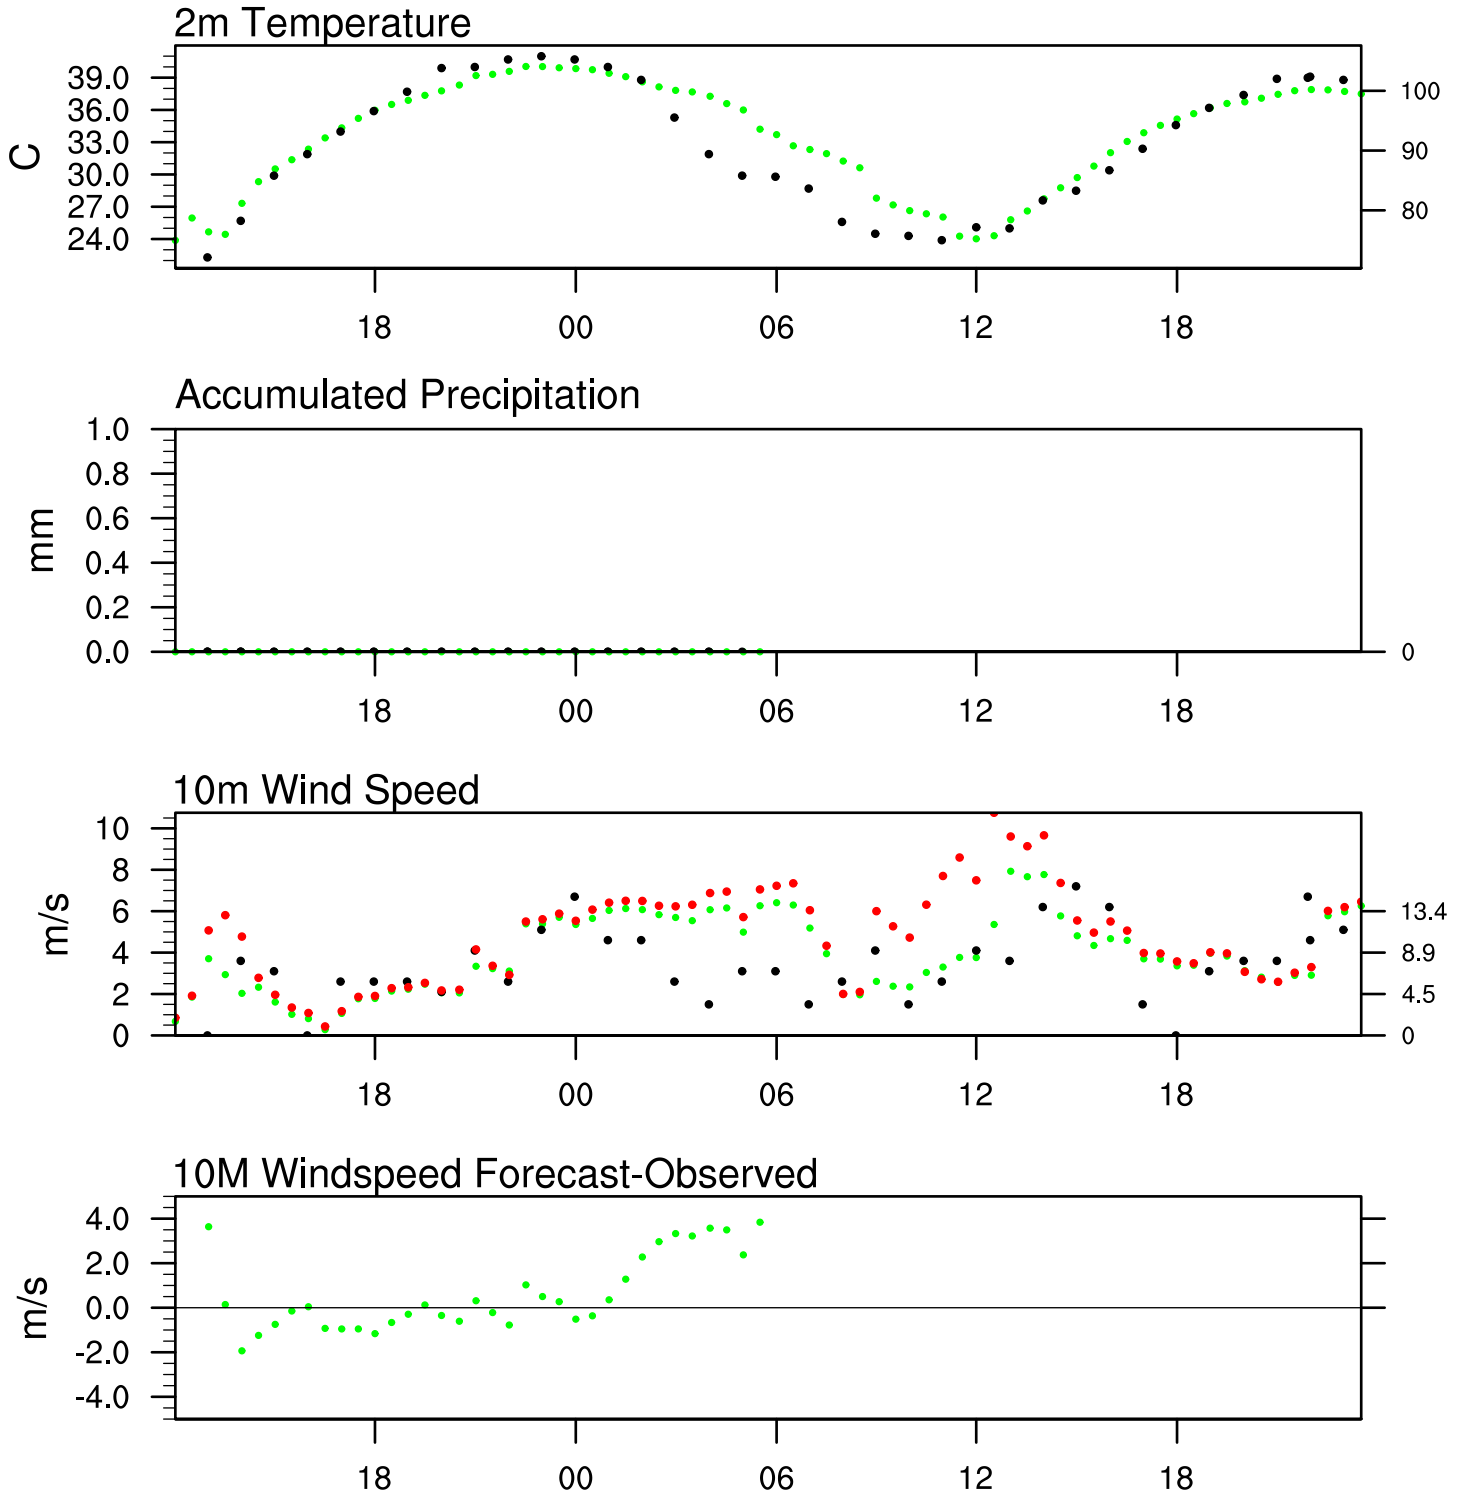 2m Temperature
39.0
36.0
33.0
30.0
27.0
24.0
C
100
90
80
18 00 06 12 18
Accumulated Precipitation
1.0
0.8
0.6
0.4
0.2
0.0
mm
0
18 00 06 12 18
10m Wind Speed
10
8
6
4
2
0
m/s
13.4
8.9
4.5
0
18 00 06 12 18
10M Windspeed Forecast-Observed
4.0
2.0
0.0
-2.0
-4.0
m/s
18 00 06 12 18